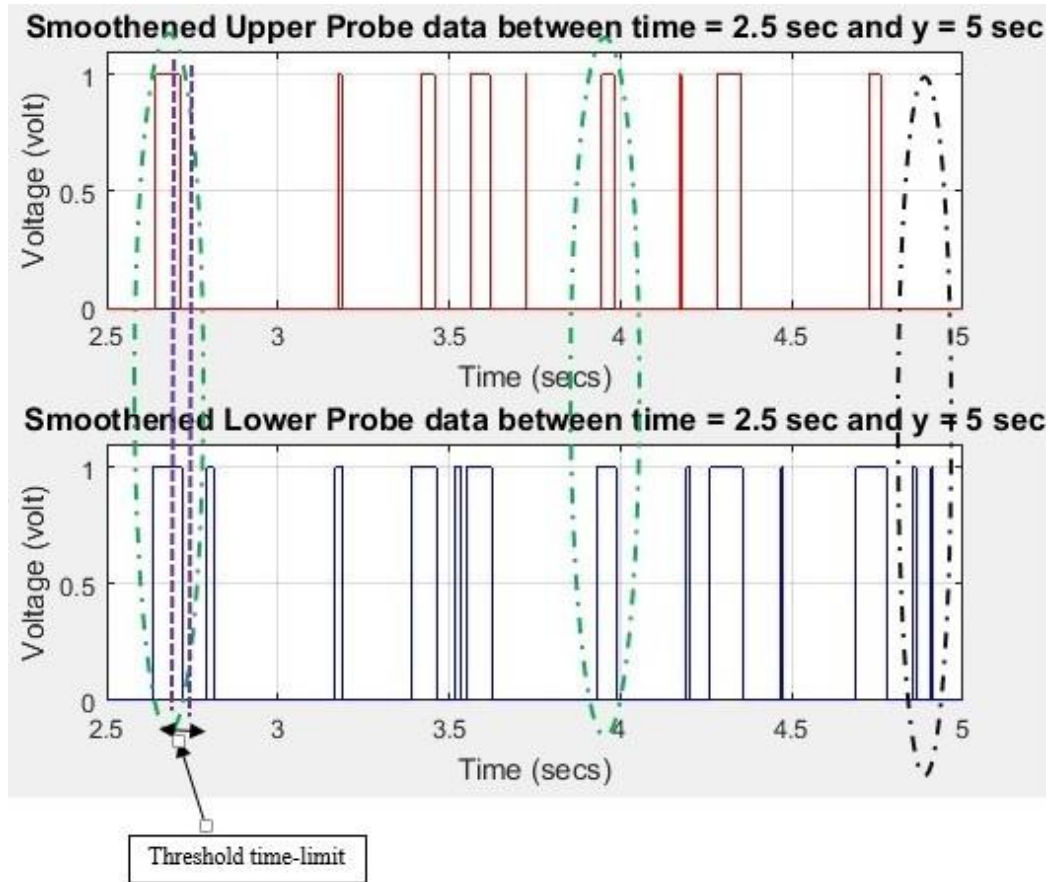 Smoothened Upper Probe data between time = 2.5 sec and y = 5 sec
Voltage (volt)
1
0.5
0
2.5 3 3.5 4 4.5 5
Time (secs)
Smoothened Lower Probe data between time = 2.5 sec and y = 5 sec
Voltage (volt)
1
0.5
0
2.5 3 3.5 4 4.5 5
Time (secs)
Threshold time-limit